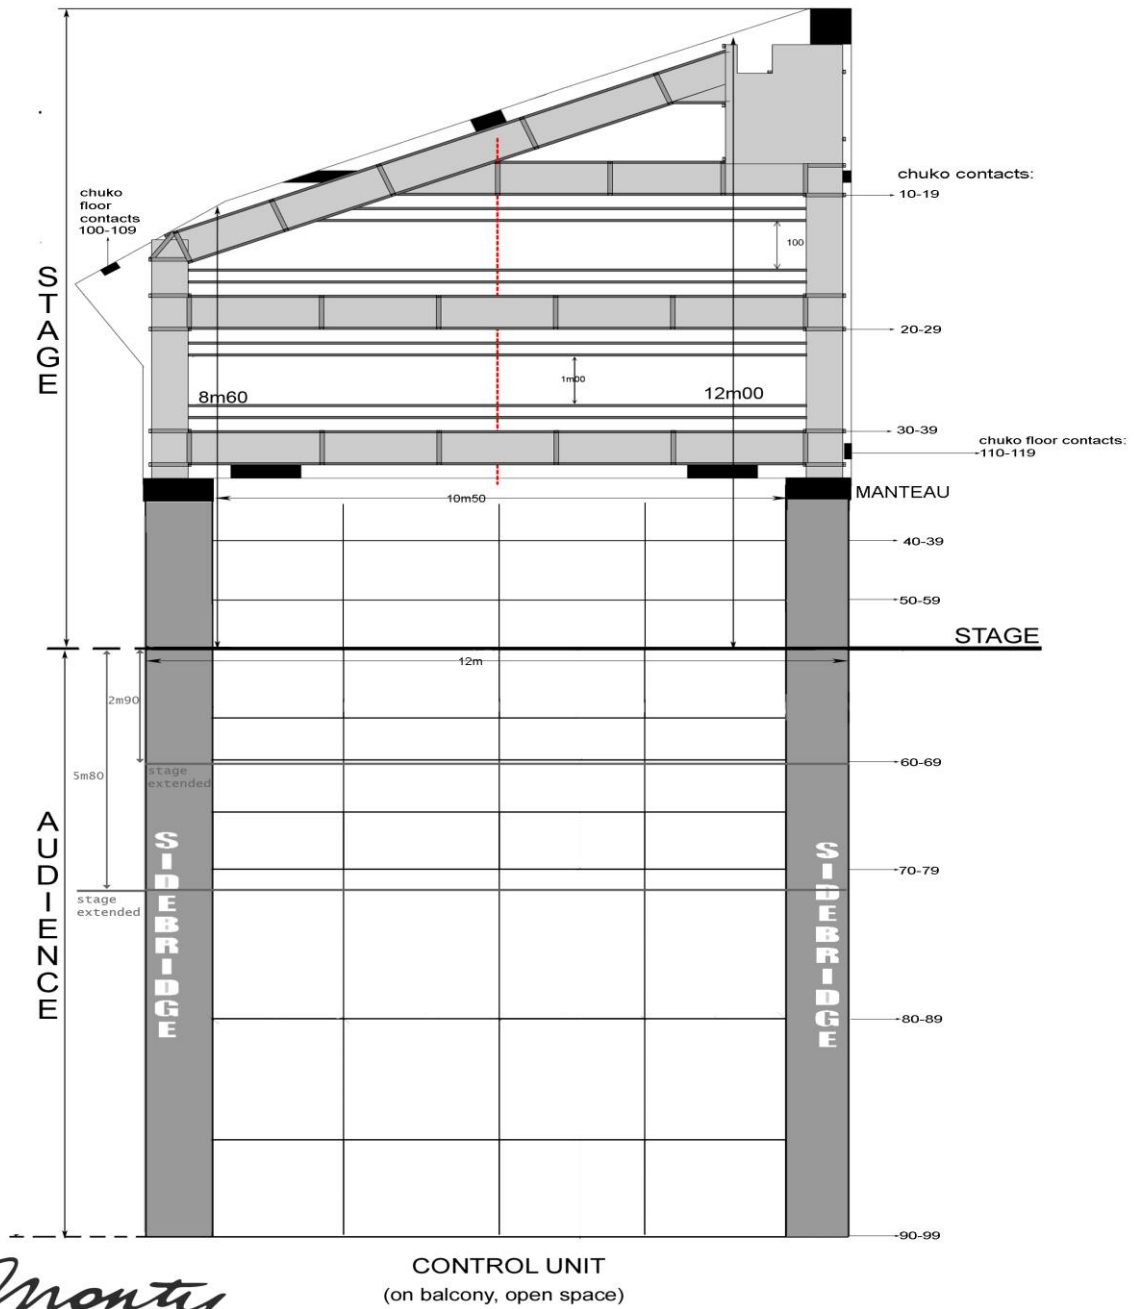 chuko
floor
contacts
100-109
chuko contacts:
10-19
100
STAGE
20-29
1m00
8m60
12m00
30-39
chuko floor contacts:
110-119
10m50
MANTEAU
40-39
50-59
STAGE
12m
2m90
60-69
stage
extended
5m80
AUDIENCE
SIDEBRIDGE
SIDEBRIDGE
70-79
stage
extended
80-89
90-99
CONTROL UNIT
(on balcony, open space)
Monty